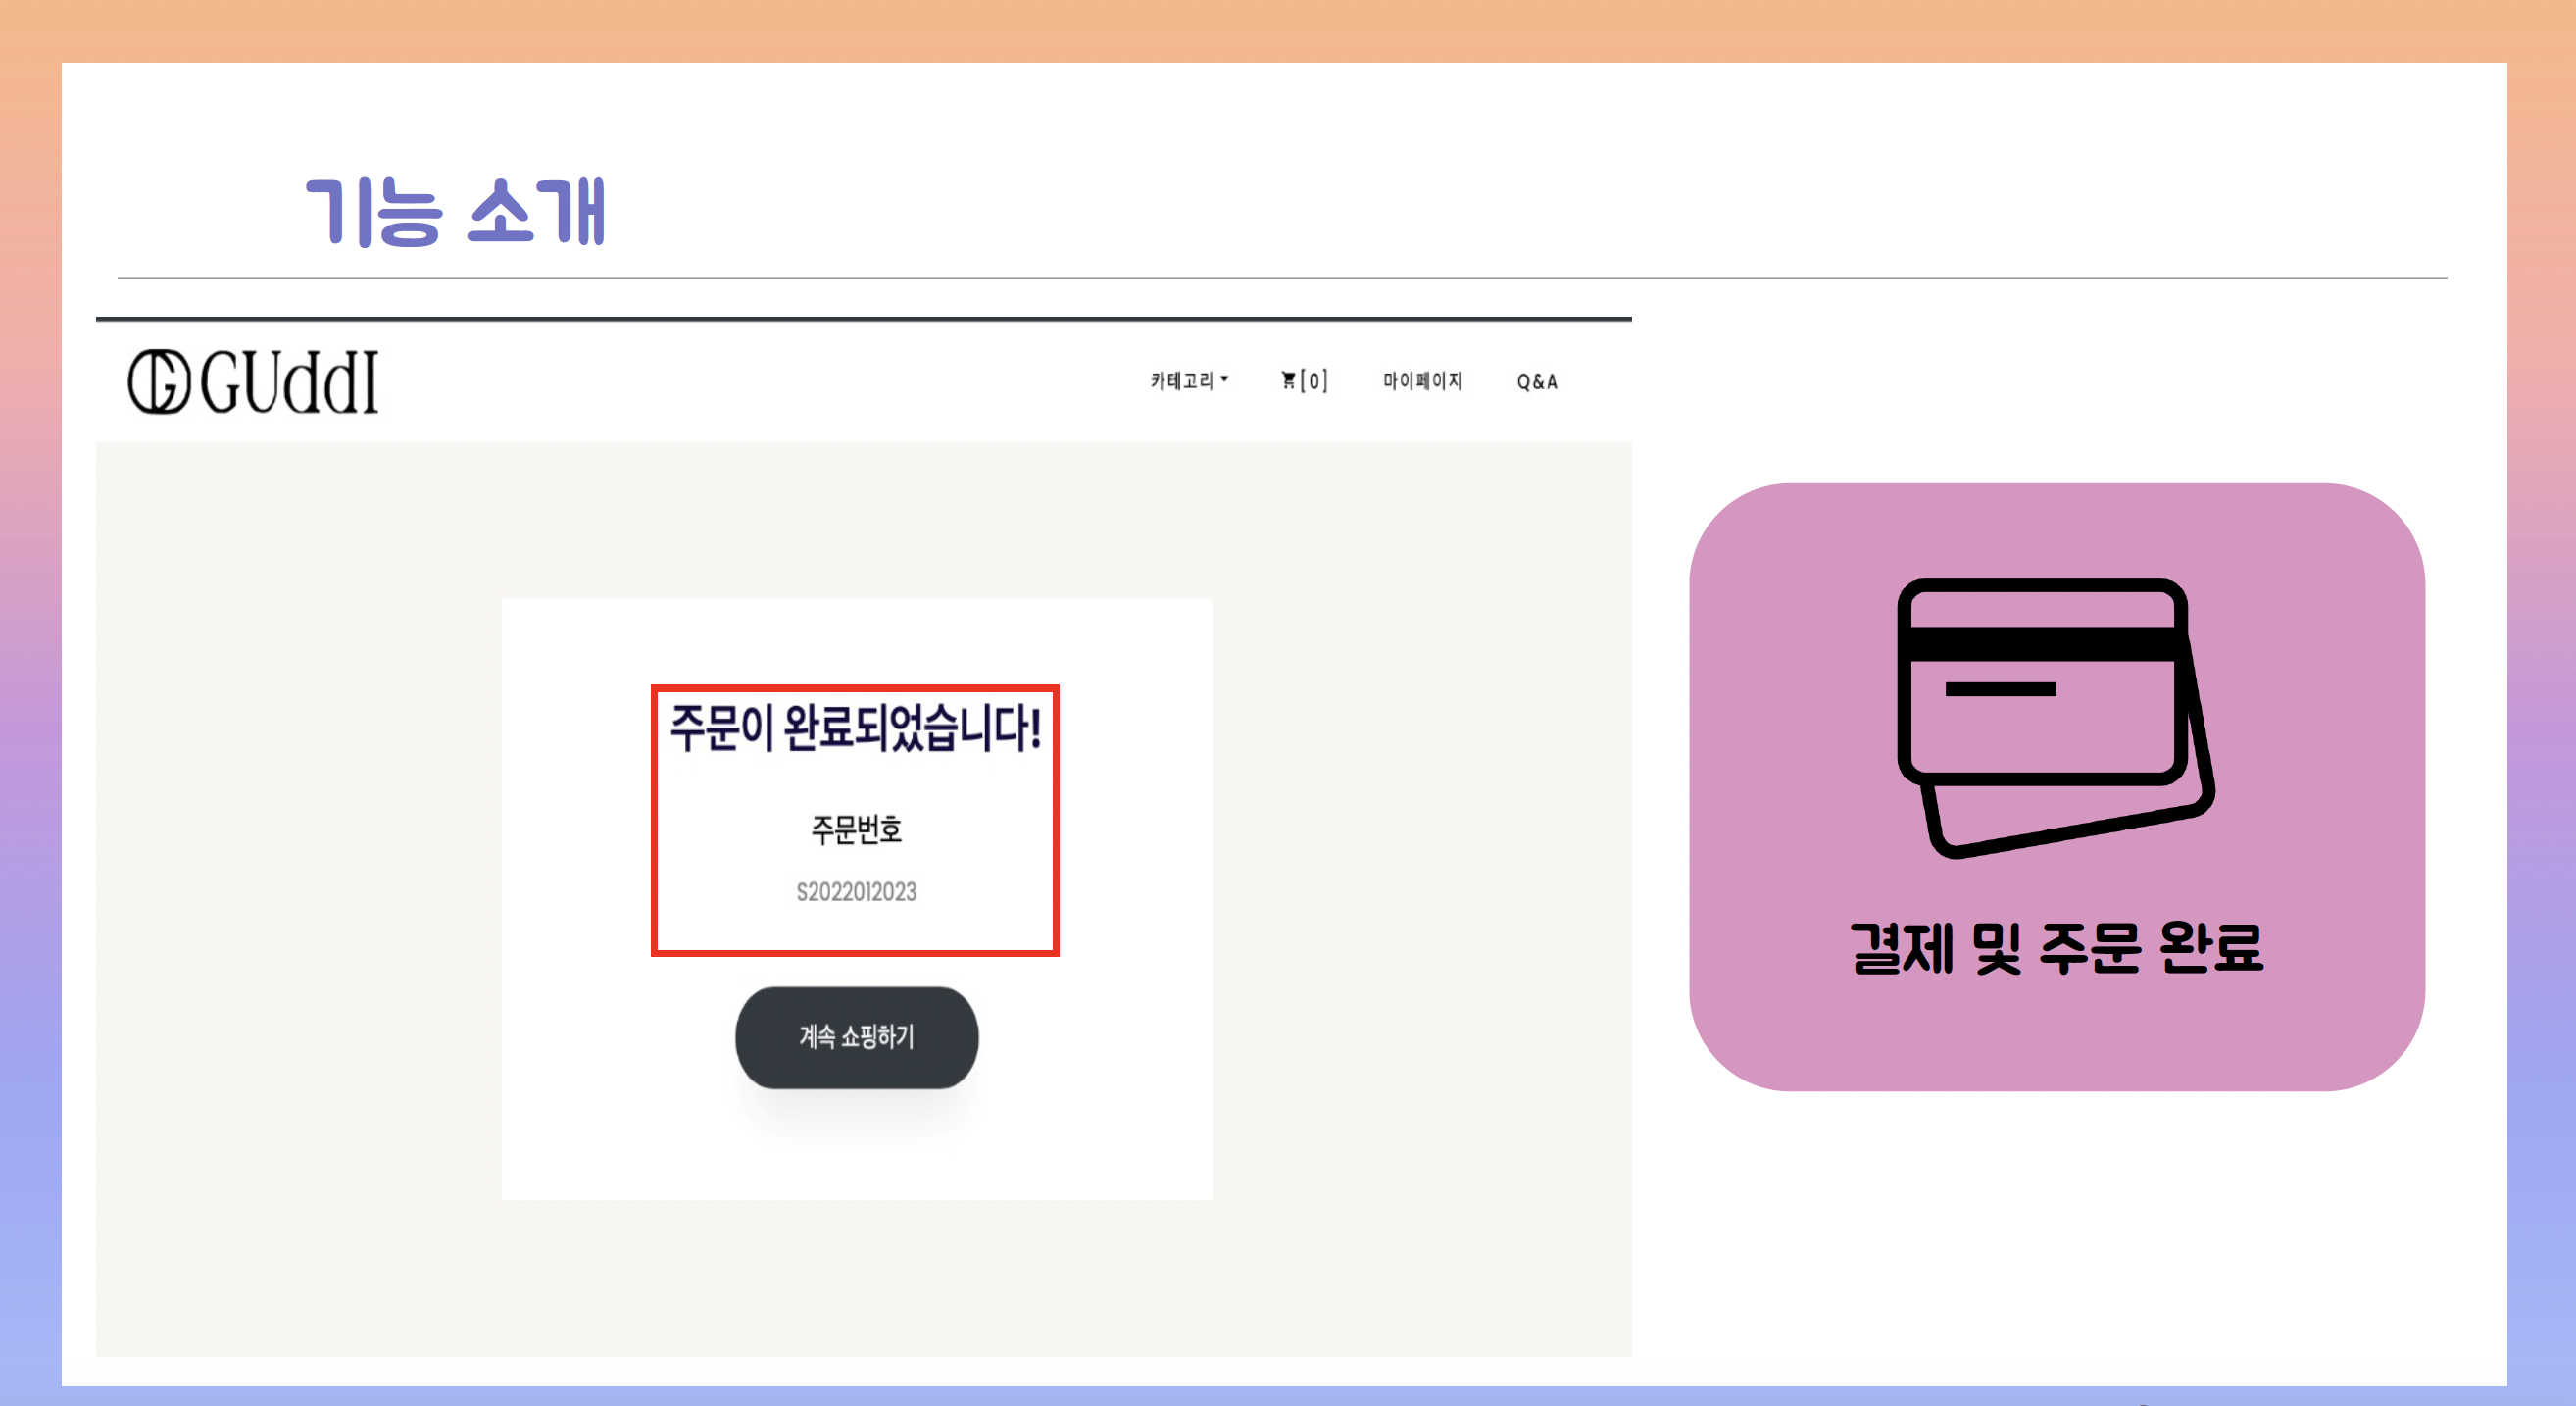 기능 소개
GUddI
카테고리 [0] 마이페이지 Q&A
주문이 완료되었습니다!
주문번호
S2022012023
계속 쇼핑하기
결제 및 주문 완료